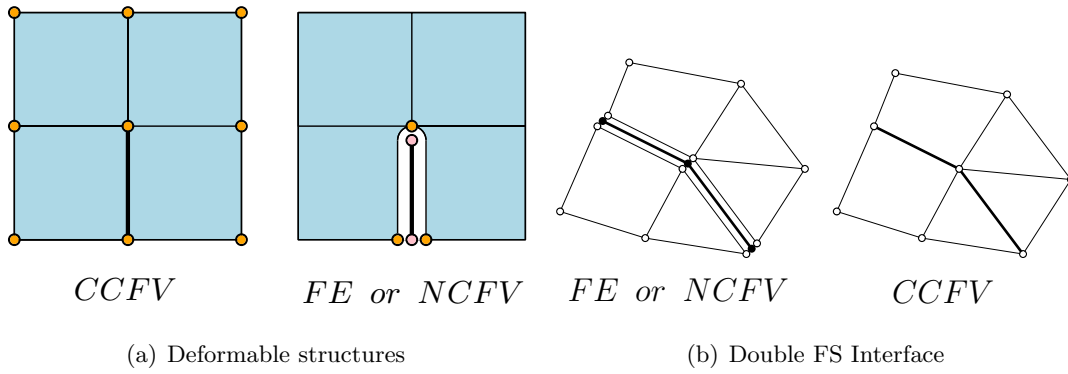 CCFV
FE or NCFV
FE or NCFV
CCFV
(a) Deformable structures
(b) Double FS Interface